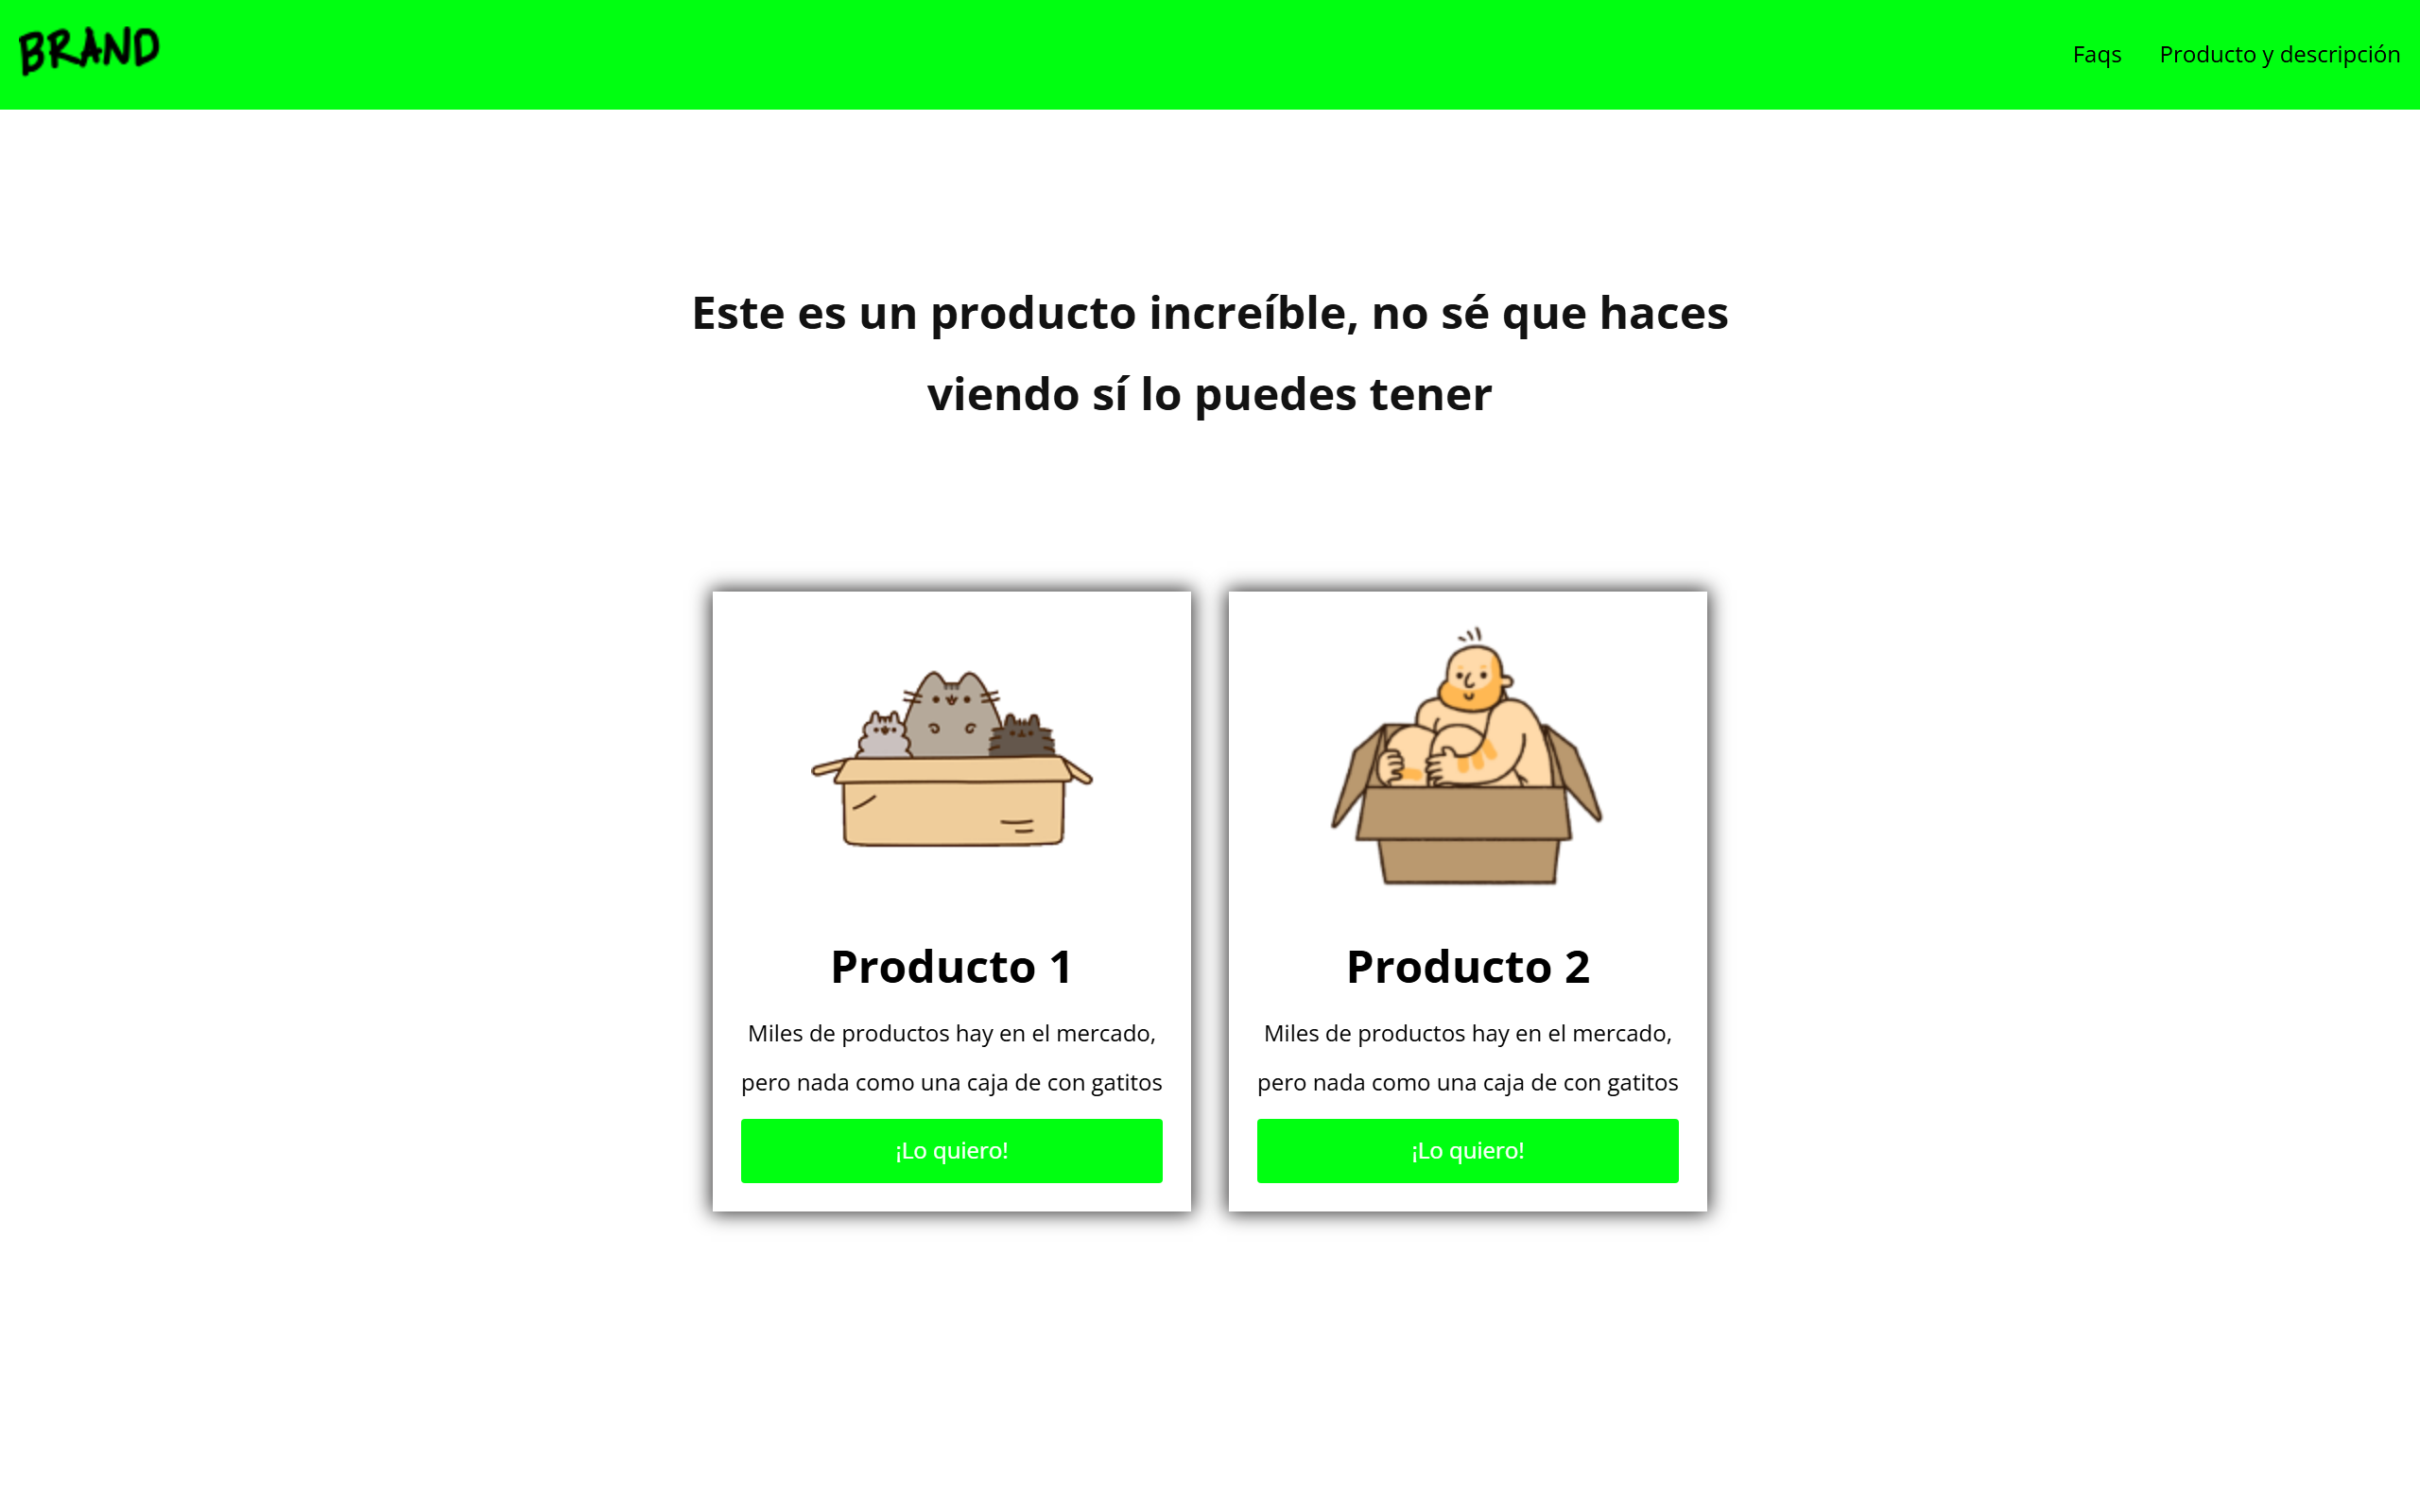 BRAND
Faqs
Producto y descripción
Este es un producto increíble, no sé que haces
viendo sí lo puedes tener
Producto 1
Miles de productos hay en el mercado,
pero nada como una caja de con gatitos
¡Lo quiero!
Producto 2
Miles de productos hay en el mercado,
pero nada como una caja de con gatitos
¡Lo quiero!